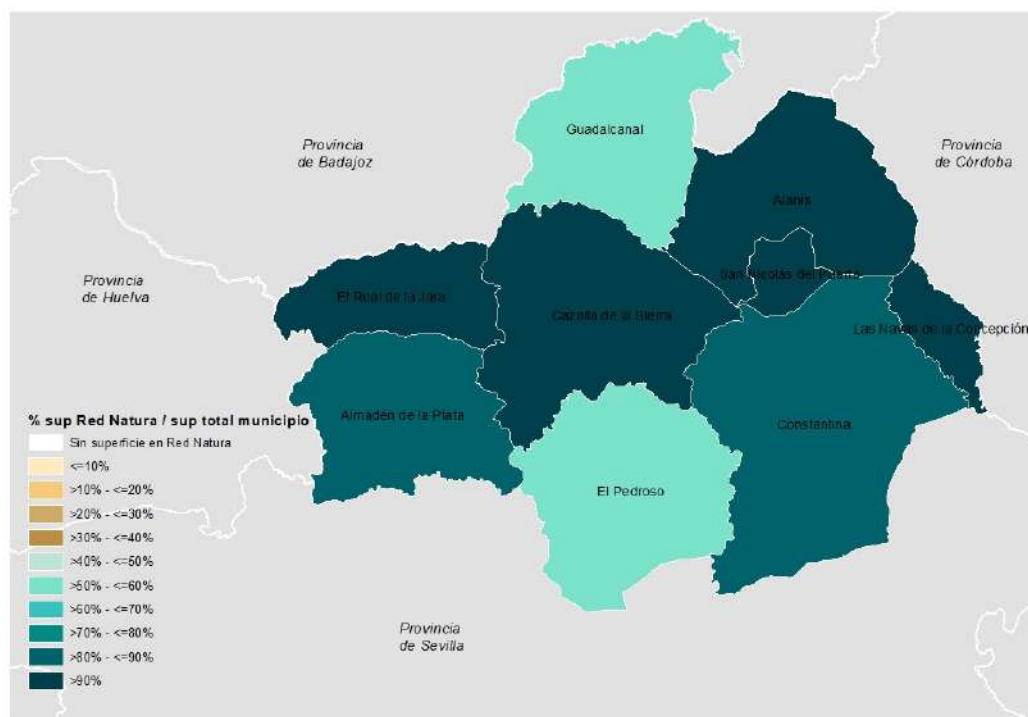 Guadalcanal
Provincia
de Badajoz
Provincia
de Córdoba
Alanís
Provincia
de Huelva
San Nicolás del Puerto
El Real de la Jara
Cazalla de la Sierra
Las Navas de la Concepción
Almadén de la Plata
Constantina
El Pedroso
Provincia
de Sevilla
% sup Red Natura / sup total municipio
Sin superficie en Red Natura
<=10%
>10% - <=20%
>20% - <=30%
>30% - <=40%
>40% - <=50%
>50% - <=60%
>60% - <=70%
>70% - <=80%
>80% - <=90%
>90%